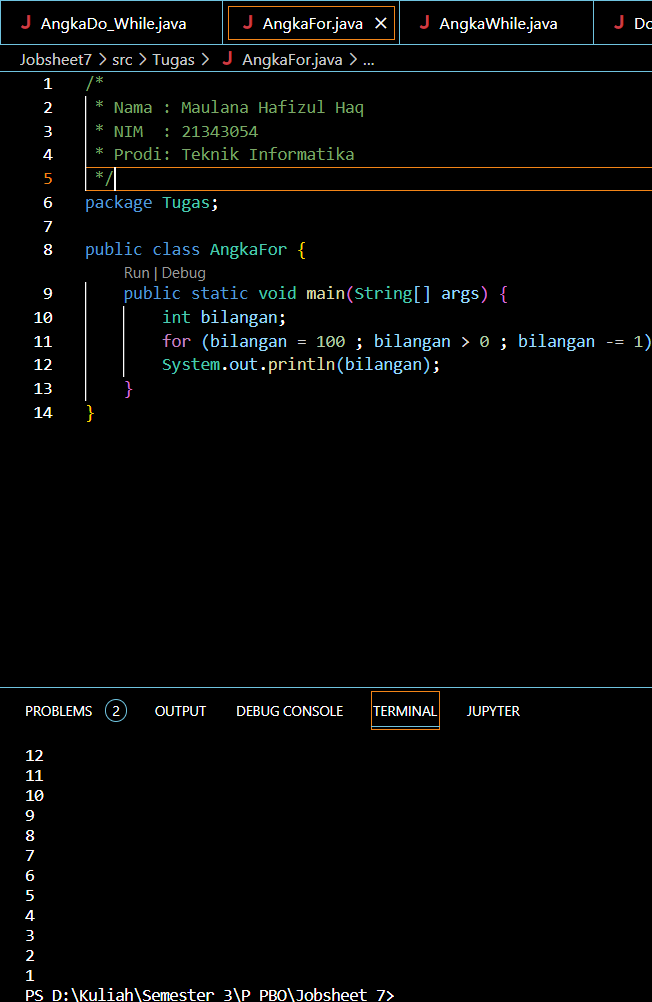 AngkaDo_While.java AngkaFor.java AngkaWhile.java Do
Jobsheet7 > src > Tugas > AngkaFor.java > ...
1 /*
2 * Nama : Maulana Hafizul Haq
3 * NIM : 21343054
4 * Prodi: Teknik Informatika
5 */
6 package Tugas;
7
8 public class AngkaFor {
Run | Debug
9 public static void main(String[] args) {
10 int bilangan;
11 for (bilangan = 100 ; bilangan > 0 ; bilangan -= 1)
12 System.out.println(bilangan);
13 }
14 }
PROBLEMS 2 OUTPUT DEBUG CONSOLE TERMINAL JUPYTER
12
11
10
9
8
7
6
5
4
3
2
1
PS D:\Kuliah\Semester 3\P PBO\Jobsheet 7>